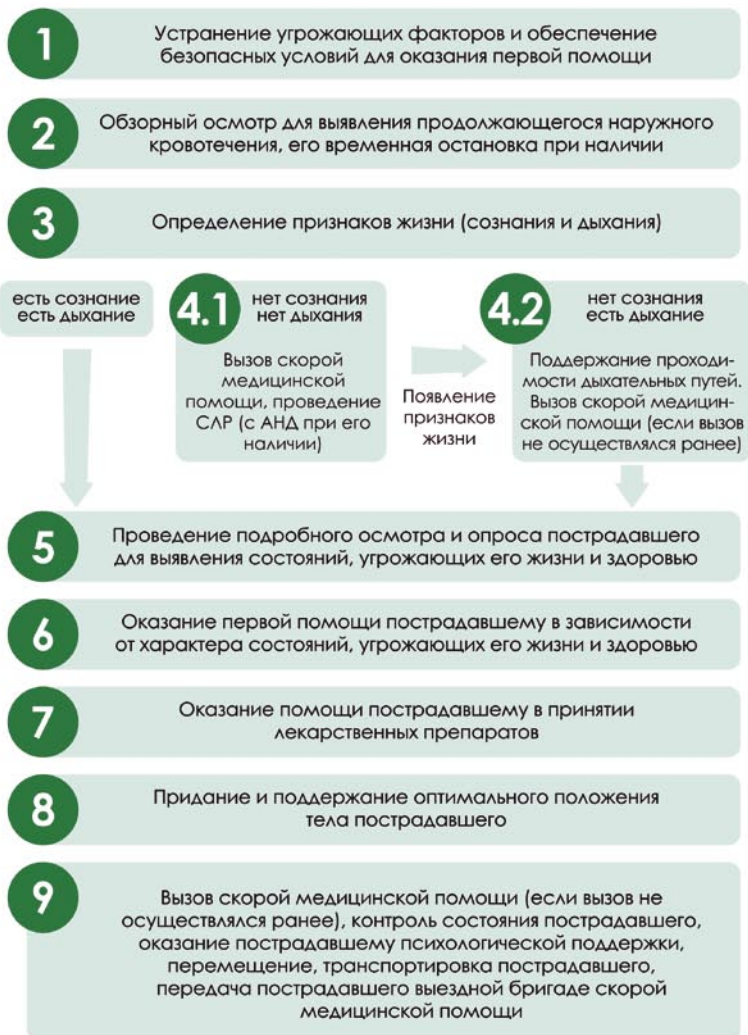 1
Устранение угрожающих факторов и обеспечение
безопасных условий для оказания первой помощи
2
Обзорный осмотр для выявления продолжающегося наружного
кровотечения, его временная остановка при наличии
3
Определение признаков жизни (сознания и дыхания)
есть сознание
есть дыхание
4.1
нет сознания
нет дыхания
Вызов скорой
медицинской
помощи, проведение
СЛР (с АНД при его
наличии)
Появление
признаков
жизни
4.2
нет сознания
есть дыхание
Поддержание проходи-
мости дыхательных путей.
Вызов скорой медицин-
ской помощи (если вызов
не осуществлялся ранее)
5
Проведение подробного осмотра и опроса пострадавшего
для выявления состояний, угрожающих его жизни и здоровью
6
Оказание первой помощи пострадавшему в зависимости
от характера состояний, угрожающих его жизни и здоровью
7
Оказание помощи пострадавшему в принятии
лекарственных препаратов
8
Придание и поддержание оптимального положения
тела пострадавшего
9
Вызов скорой медицинской помощи (если вызов не
осуществлялся ранее), контроль состояния пострадавшего,
оказание пострадавшему психологической поддержки,
перемещение, транспортировка пострадавшего,
передача пострадавшего выездной бригаде скорой
медицинской помощи